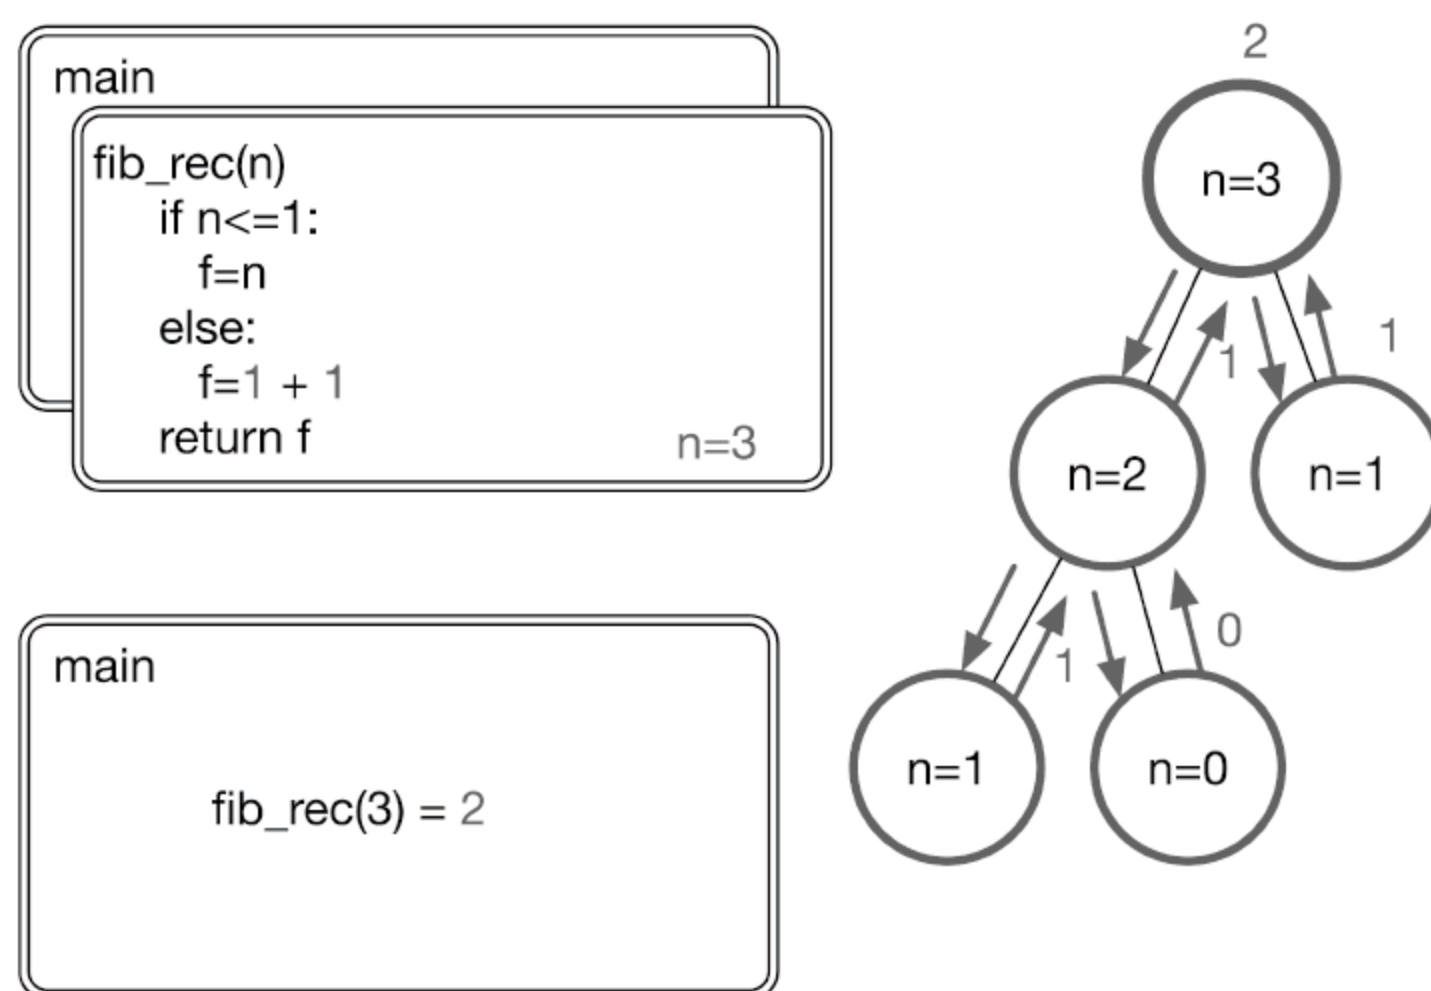 main
fib_rec(n)
if n<=1:
f=n
else:
f=1 + 1
return f
n=3
main
fib_rec(3) = 2
2
n=3
1
1
n=2
n=1
1
0
n=1
n=0